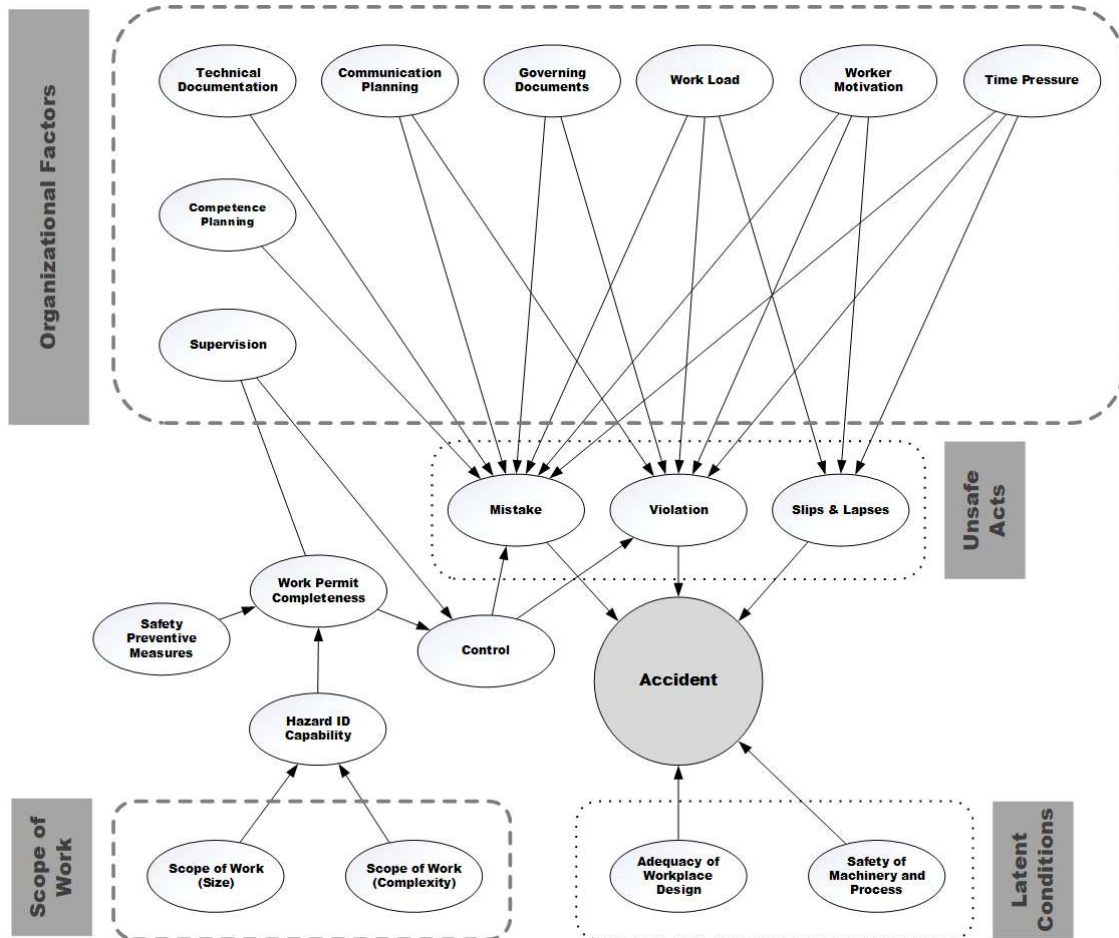 Organizational Factors
Technical
Documentation
Communication
Planning
Governing
Documents
Work Load
Worker
Motivation
Time Pressure
Competence
Planning
Supervision
Mistake
Violation
Slips & Lapses
Unsafe
Acts
Work Permit
Completeness
Safety
Preventive
Measures
Control
Accident
Hazard ID
Capability
Scope of
Work
Scope of Work
(Size)
Scope of Work
(Complexity)
Adequacy of
Workplace
Design
Safety of
Machinery and
Process
Latent
Conditions